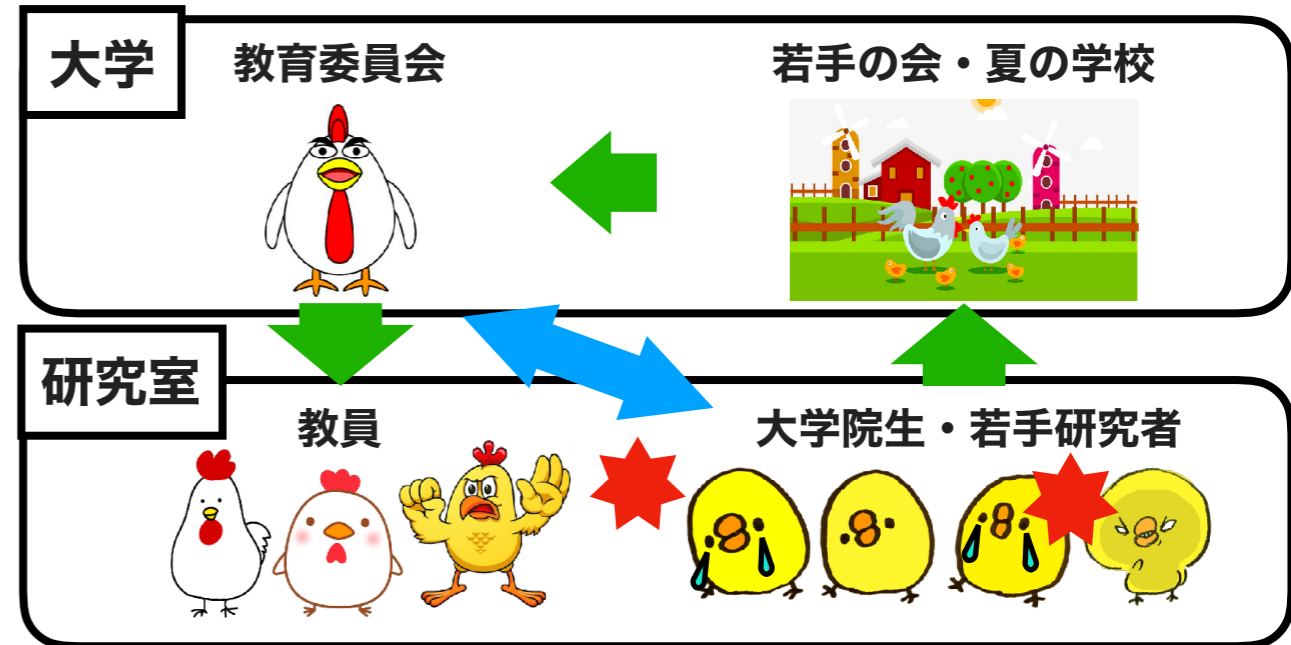 大学
教育委員会
若手の会・夏の学校
研究室
教員
大学院生・若手研究者